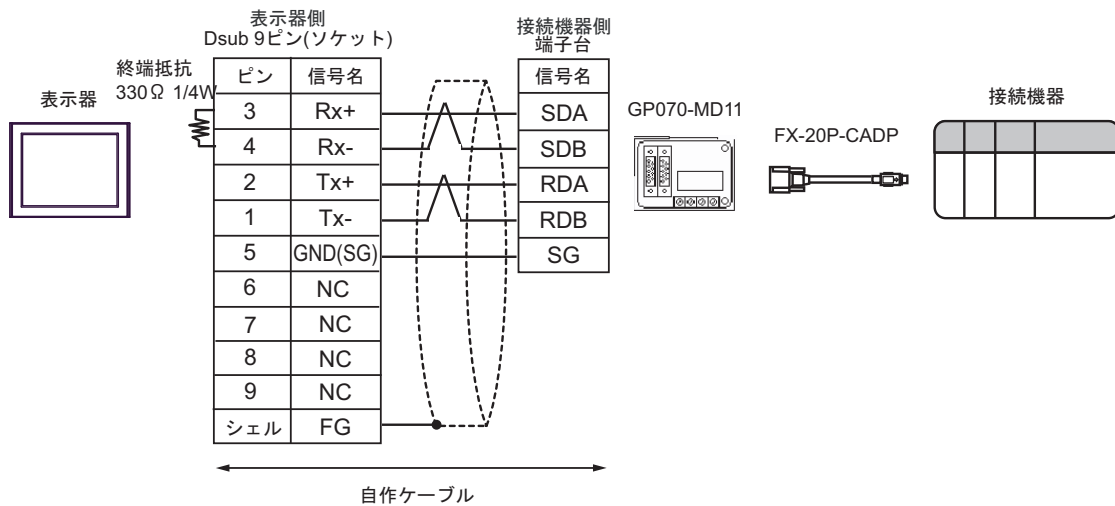 表示器
終端抵抗
330Ω 1/4W
表示器側
Dsub 9ピン(ソケット)
ピン 信号名
3 Rx+
4 Rx-
2 Tx+
1 Tx-
5 GND(SG)
6 NC
7 NC
8 NC
9 NC
シェル FG
接続機器側
端子台
信号名
SDA
SDB
RDA
RDB
SG
GP070-MD11
FX-20P-CADP
接続機器
自作ケーブル